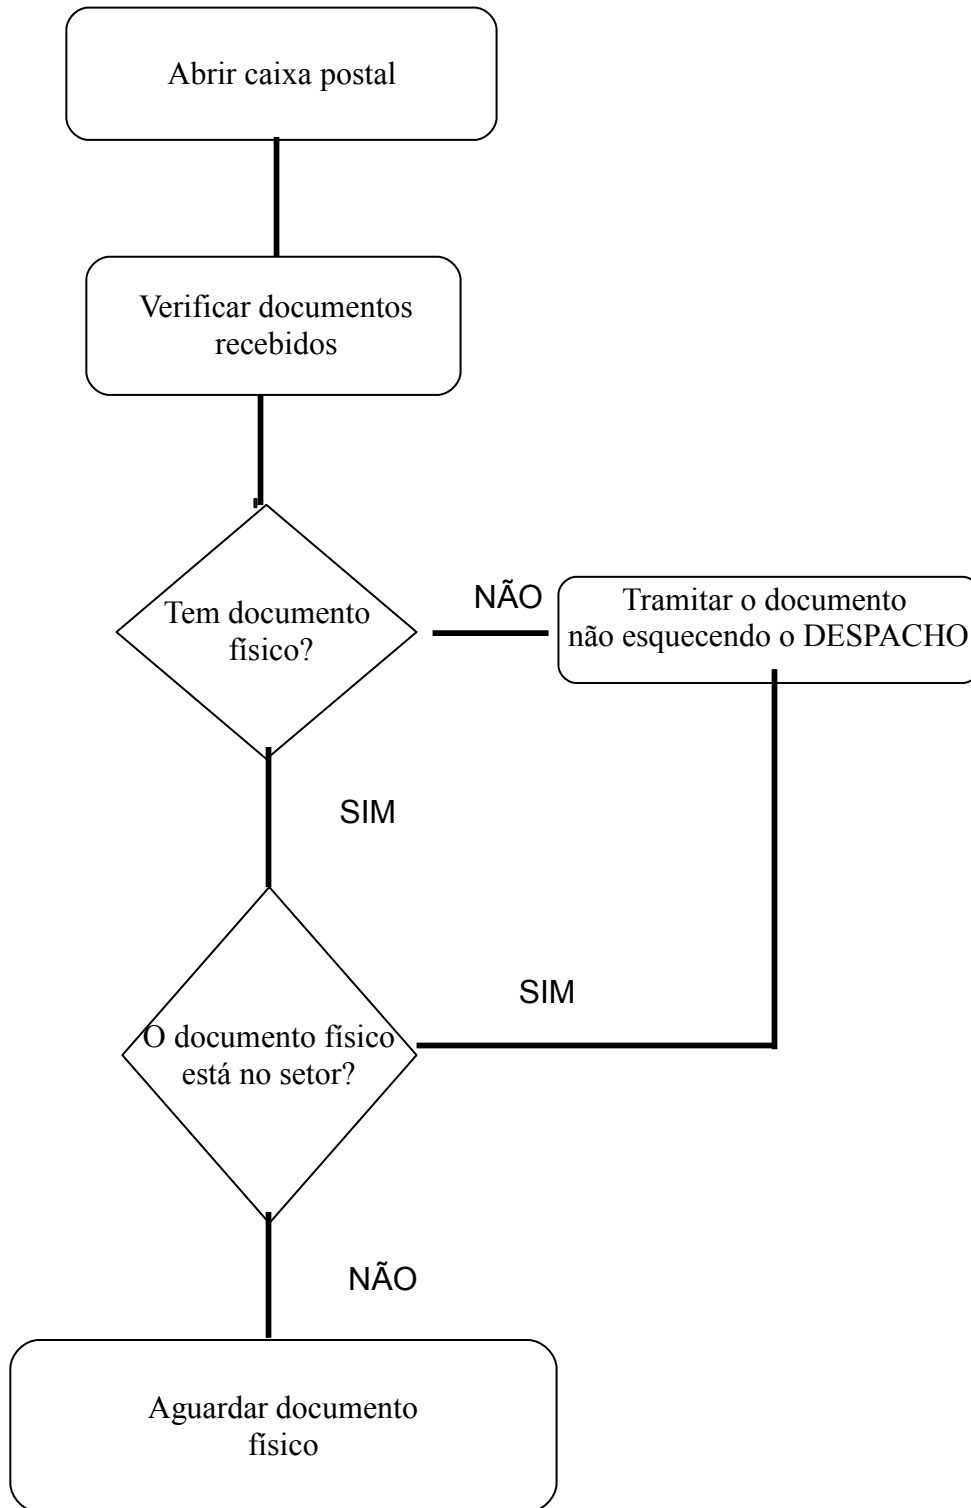 Abrir caixa postal
Verificar documentos
recebidos
Tem documento
físico?
NÃO
Tramitar o documento
não esquecendo o DESPACHO
SIM
O documento físico
está no setor?
SIM
NÃO
Aguardar documento
físico